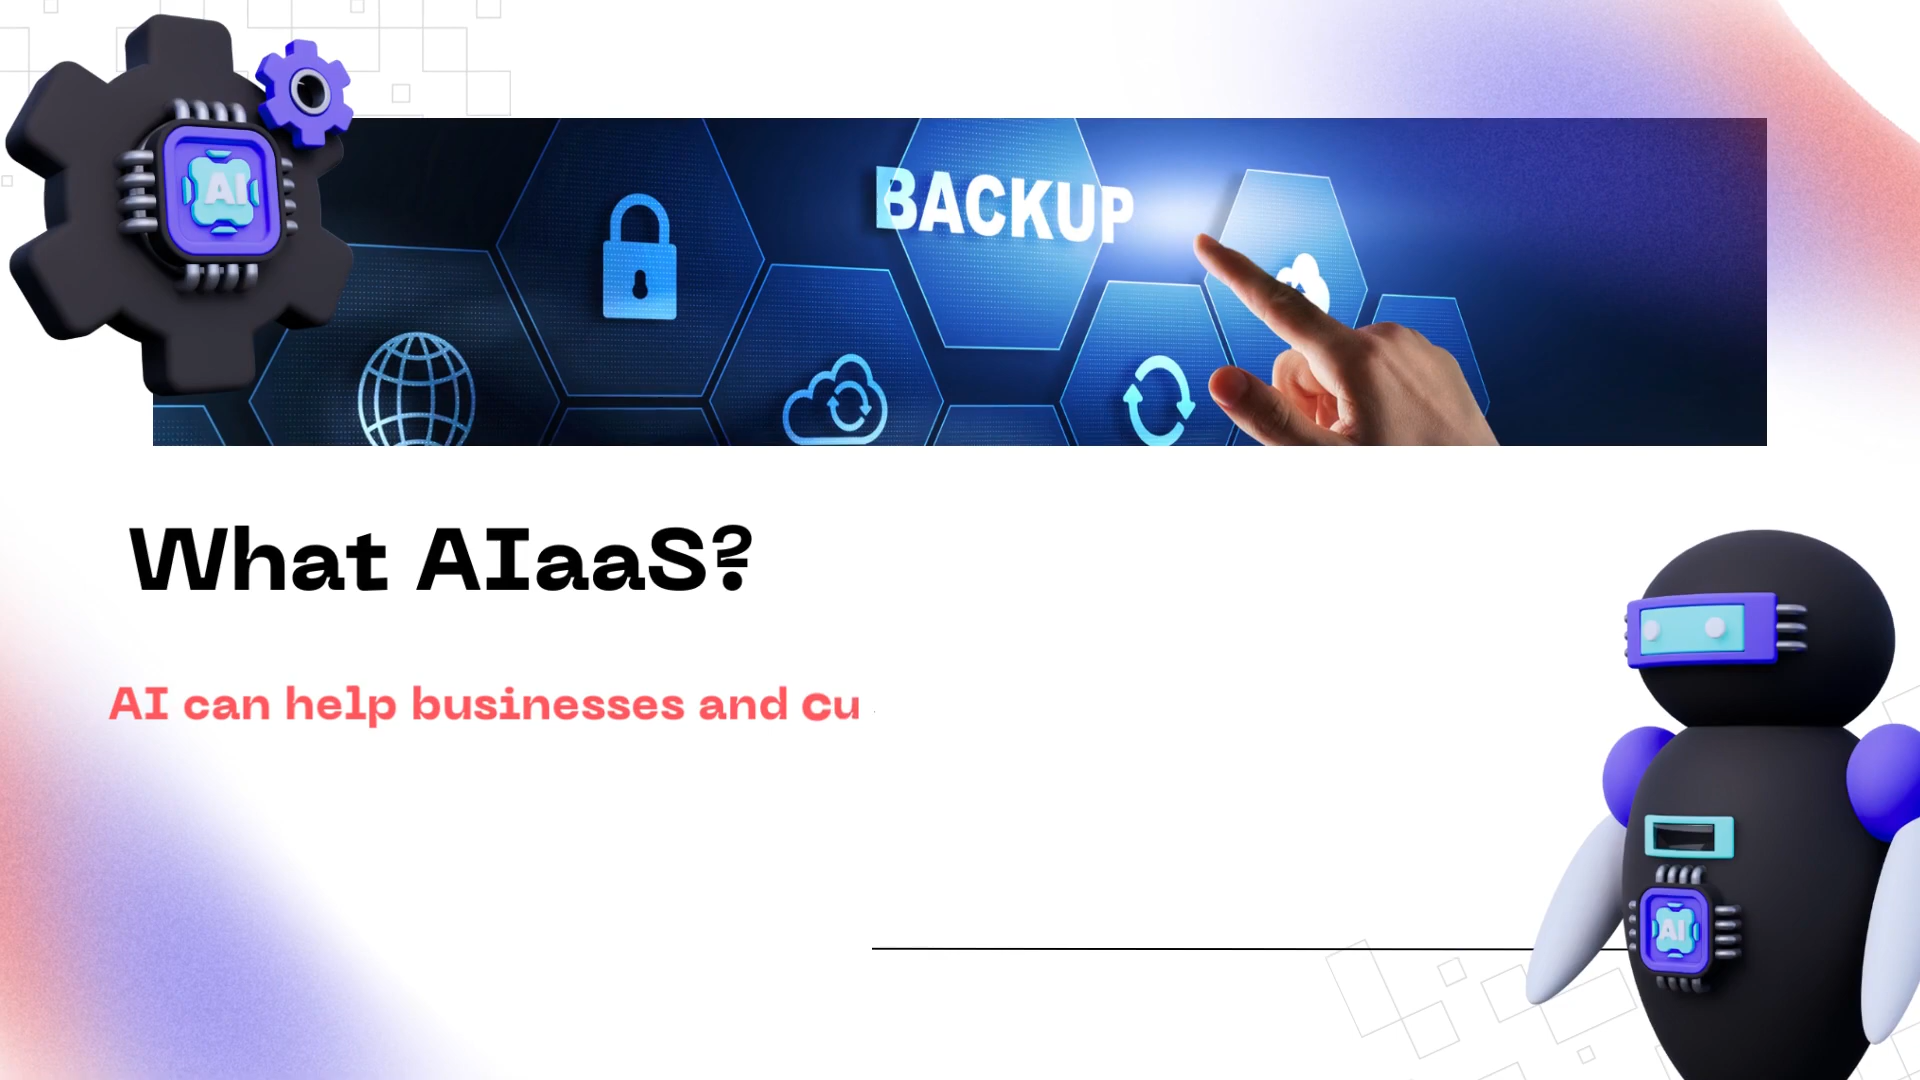 AI
BACKUP
What AIaaS?
AI can help businesses and cu
AI